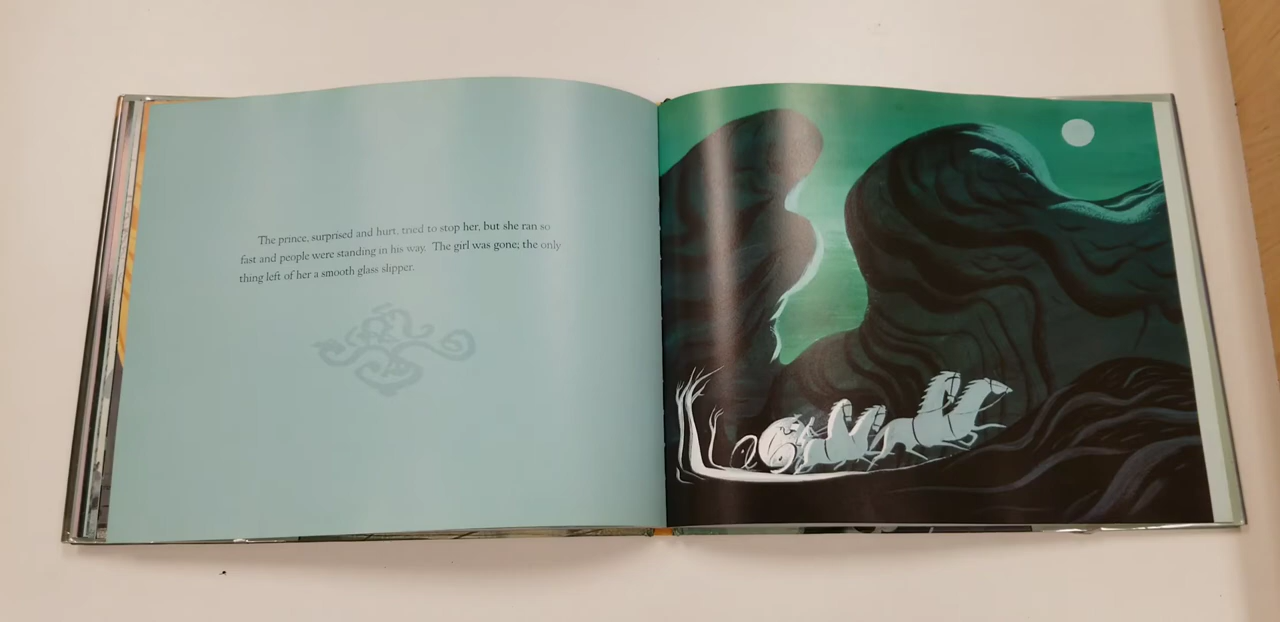 The prince, surprised and hurt, tried to stop her, but she ran so
fast and people were standing in his way. The girl was gone; the only
thing left of her a smooth glass slipper.